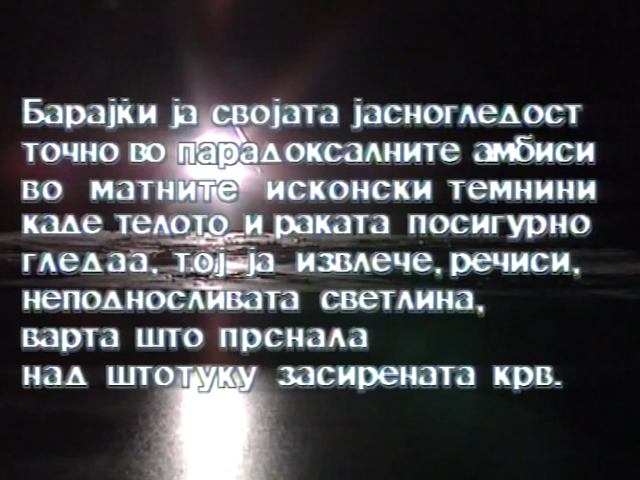 Барајќи ја својата јасногледост
точно во парадоксалните амбиси
во матните исконски темнини
каде телото и раката посигурно
гледаа, тој ја извлече, речиси,
неподносливата светлина,
варта што прснала
над штотуку засирената крв.